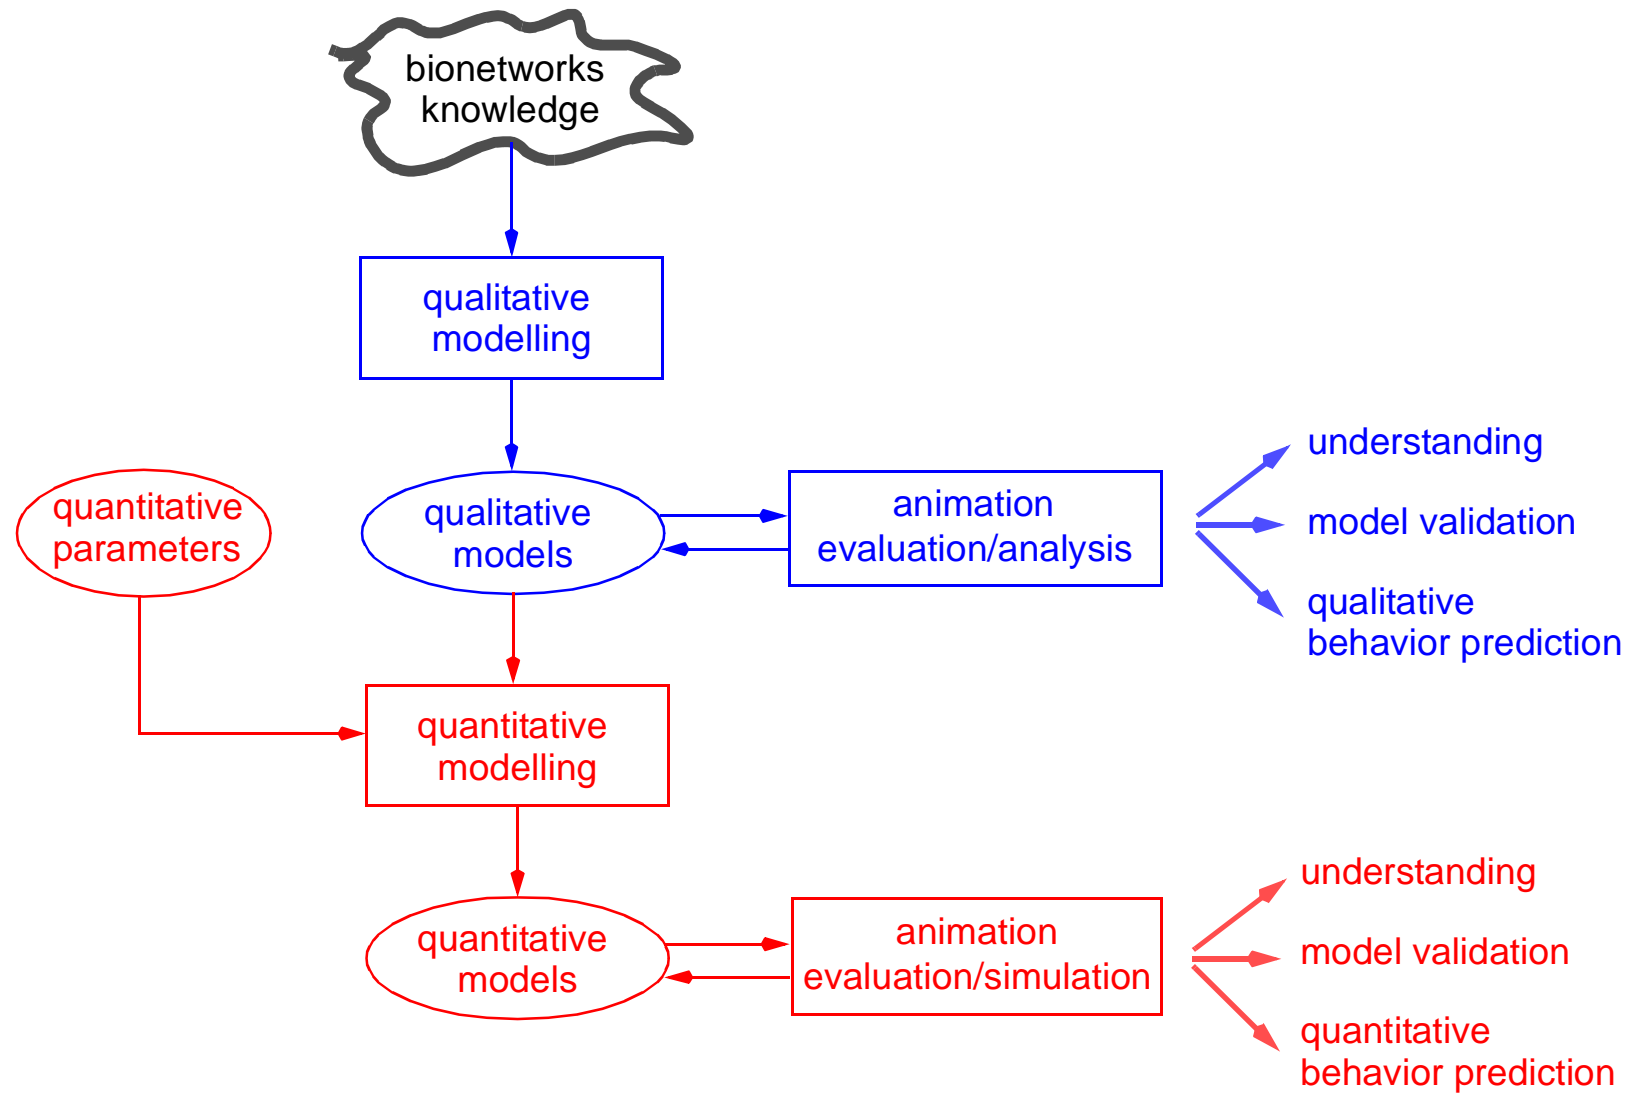 bionetworks
knowledge
qualitative
modelling
quantitative
parameters
qualitative
models
animation
evaluation/analysis
understanding
model validation
qualitative
behavior prediction
quantitative
modelling
quantitative
models
animation
evaluation/simulation
understanding
model validation
quantitative
behavior prediction